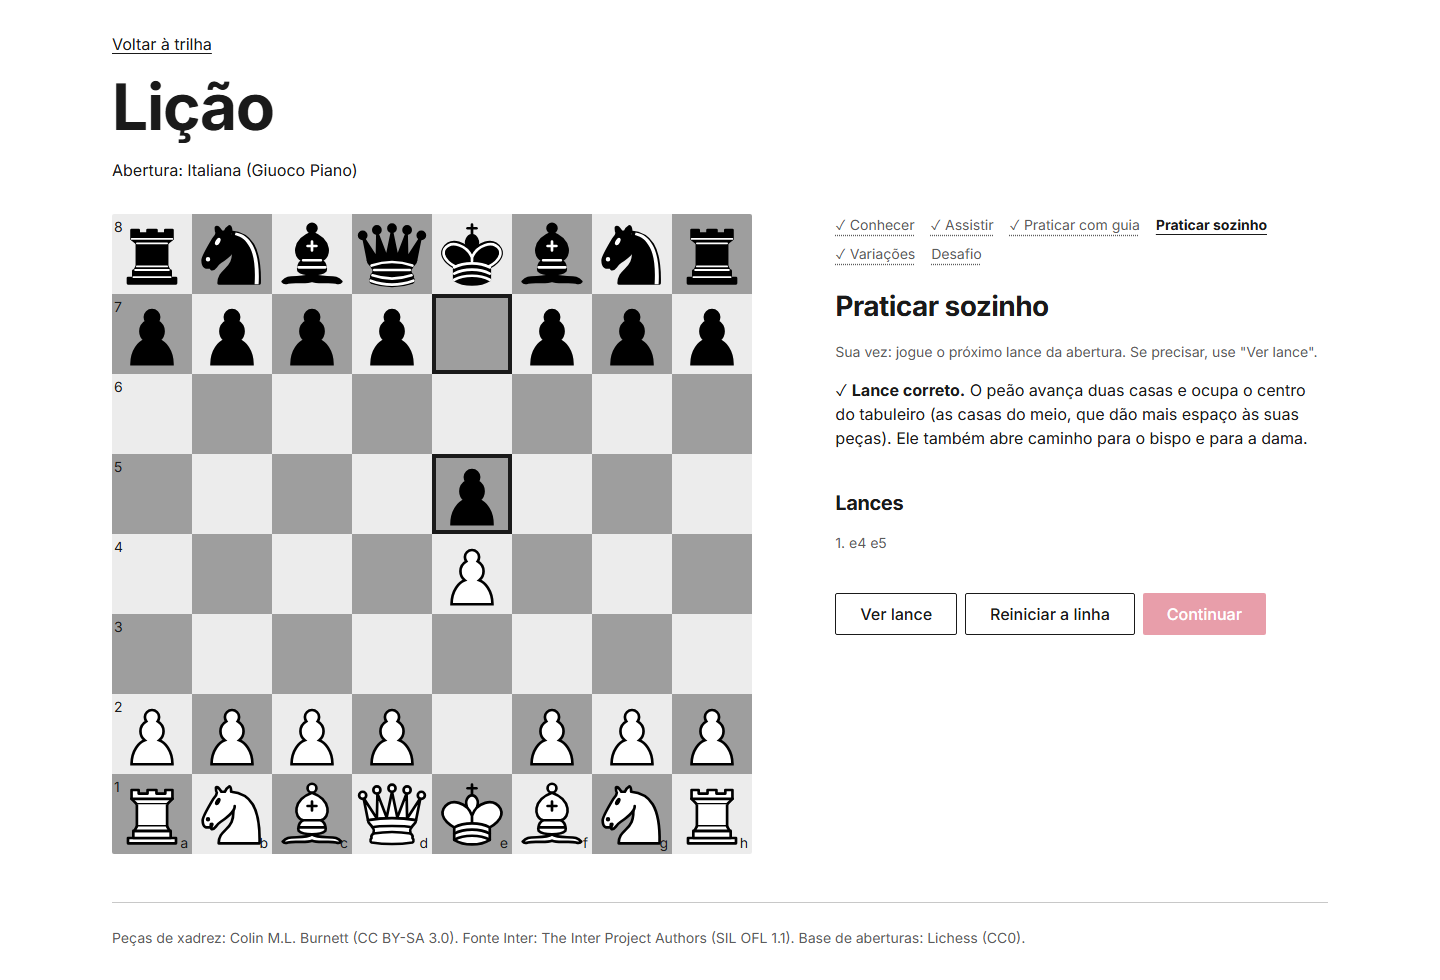 Voltar à trilha
Lição
Abertura: Italiana (Giuoco Piano)
8
7
6
5
4
3
2
1
a b c d e f g h
✓ Conhecer ✓ Assistir ✓ Praticar com guia Praticar sozinho
✓ Variações Desafio
Praticar sozinho
Sua vez: jogue o próximo lance da abertura. Se precisar, use "Ver lance".
✓ Lance correto. O peão avança duas casas e ocupa o centro
do tabuleiro (as casas do meio, que dão mais espaço às suas
peças). Ele também abre caminho para o bispo e para a dama.
Lances
1. e4 e5
Ver lance Reiniciar a linha Continuar
Peças de xadrez: Colin M.L. Burnett (CC BY-SA 3.0). Fonte Inter: The Inter Project Authors (SIL OFL 1.1). Base de aberturas: Lichess (CC0).